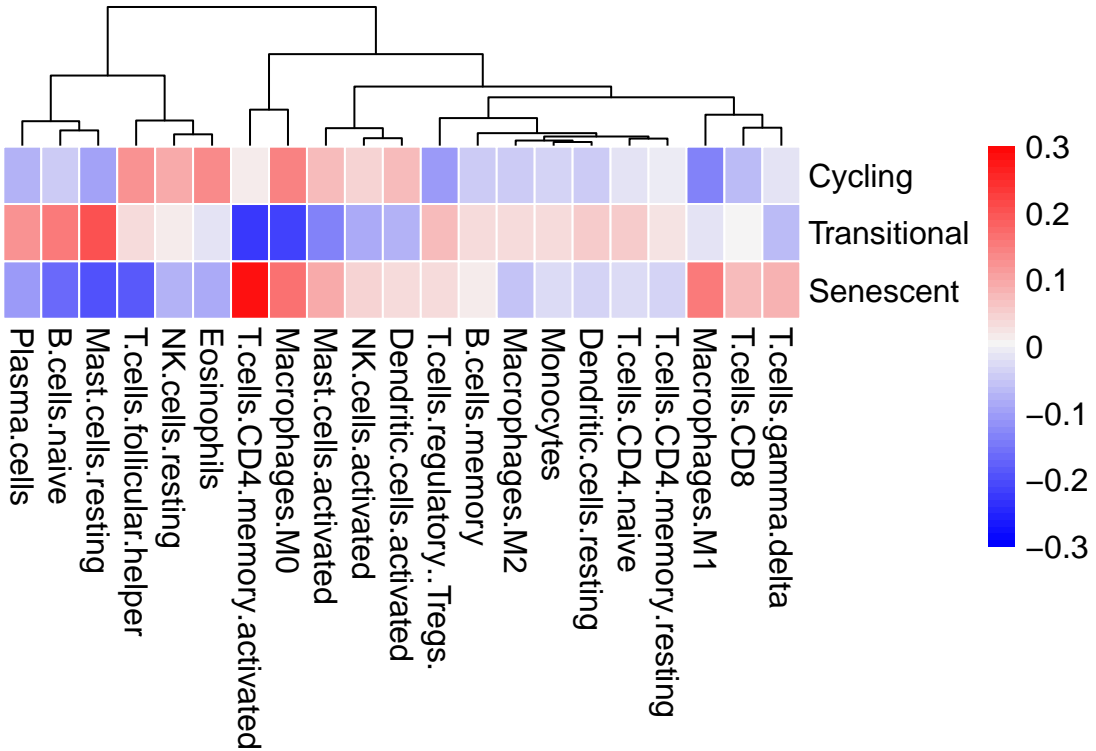 Cycling
Transitional
Senescent
Plasma.cells
B.cells.naive
Mast.cells.resting
T.cells.follicular.helper
NK.cells.resting
Eosinophils
T.cells.CD4.memory.activated
Macrophages.M0
Mast.cells.activated
NK.cells.activated
Dendritic.cells.activated
T.cells.regulatory..Tregs.
B.cells.memory
Macrophages.M2
Monocytes
Dendritic.cells.resting
T.cells.CD4.naive
T.cells.CD4.memory.resting
Macrophages.M1
T.cells.CD8
T.cells.gamma.delta
0.3
0.2
0.1
0
−0.1
−0.2
−0.3